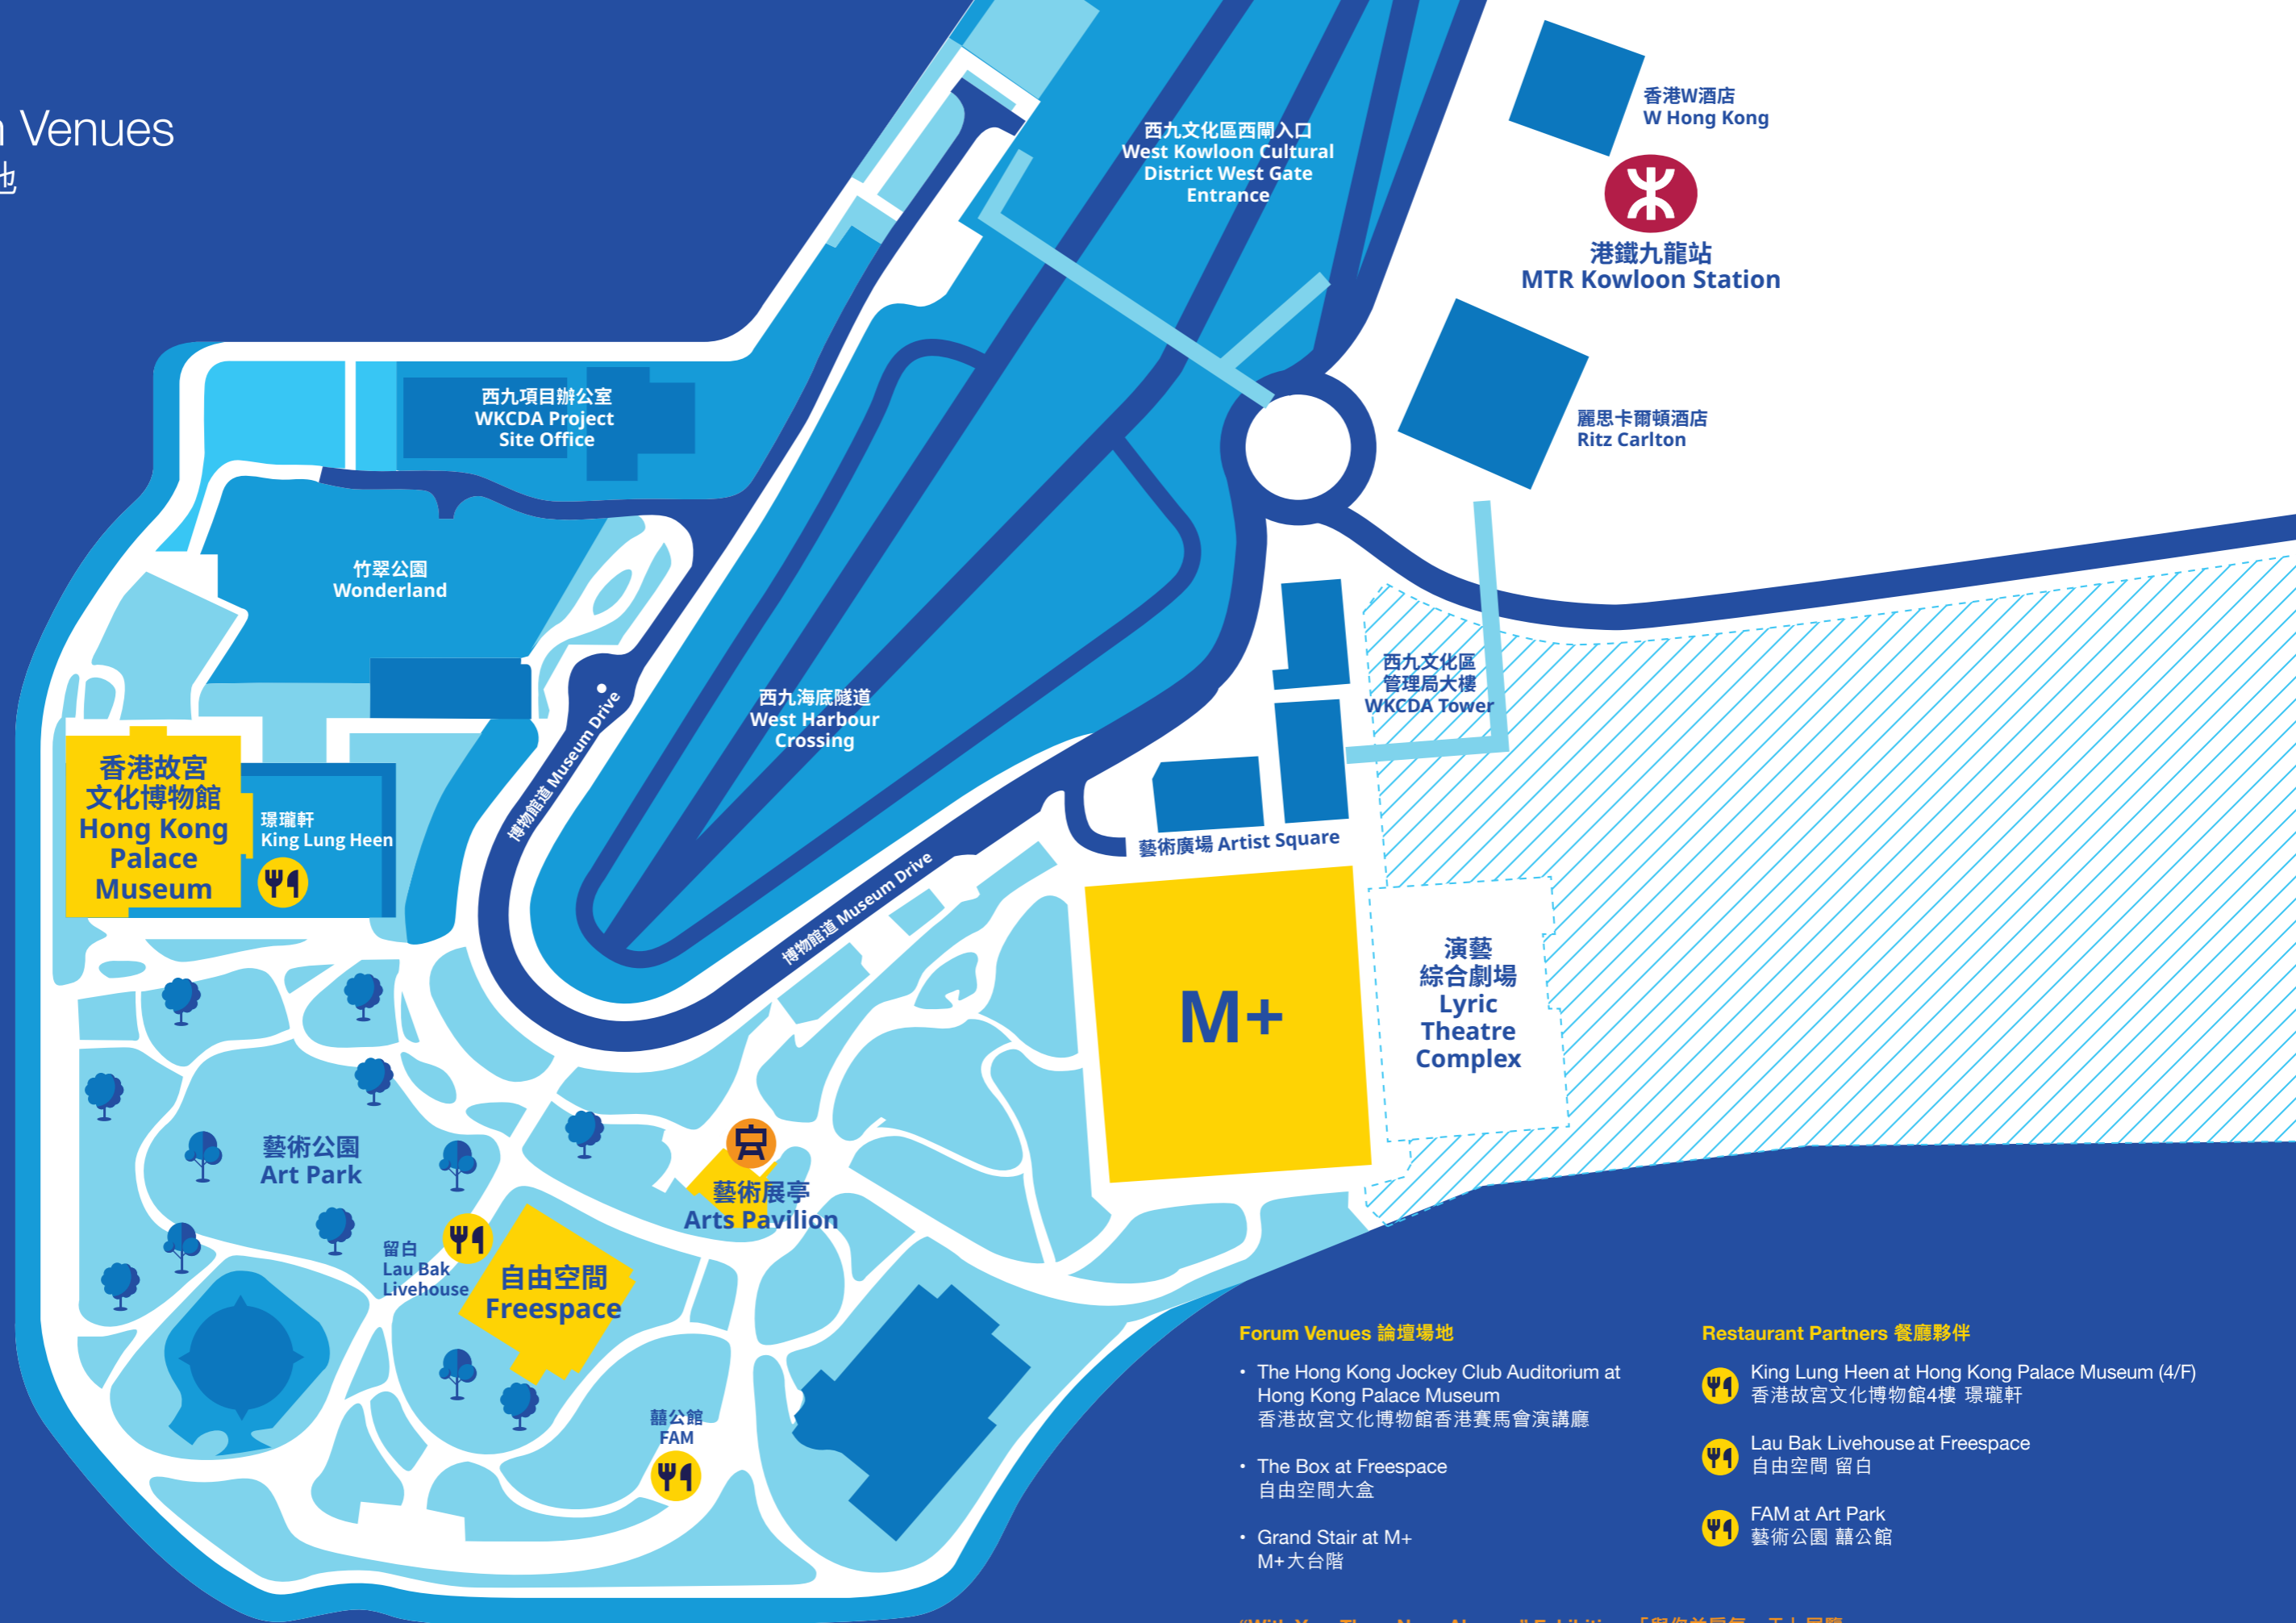 Venues
地
西九文化區西閘入口
West Kowloon Cultural
District West Gate
Entrance
香港W酒店
W Hong Kong
港鐵九龍站
MTR Kowloon Station
麗思卡爾頓酒店
Ritz Carlton
西九項目辦公室
WKCDA Project
Site Office
竹翠公園
Wonderland
西九海底隧道
West Harbour
Crossing
西九文化區
管理局大樓
WKCDA Tower
博物館道 Museum Drive
博物館道 Museum Drive
藝術廣場 Artist Square
香港故宮
文化博物館
Hong Kong
Palace
Museum
璟瓏軒
King Lung Heen
M+
演藝
綜合劇場
Lyric
Theatre
Complex
藝術公園
Art Park
藝術展亭
Arts Pavilion
留白
Lau Bak
Livehouse
自由空間
Freespace
囍公館
FAM
Forum Venues 論壇場地
• The Hong Kong Jockey Club Auditorium at
Hong Kong Palace Museum
香港故宮文化博物館香港賽馬會演講廳
• The Box at Freespace
自由空間大盒
• Grand Stair at M+
M+大台階
Restaurant Partners 餐廳夥伴
King Lung Heen at Hong Kong Palace Museum (4/F)
香港故宮文化博物館4樓 璟瓏軒
Lau Bak Livehouse at Freespace
自由空間 留白
FAM at Art Park
藝術公園 囍公館